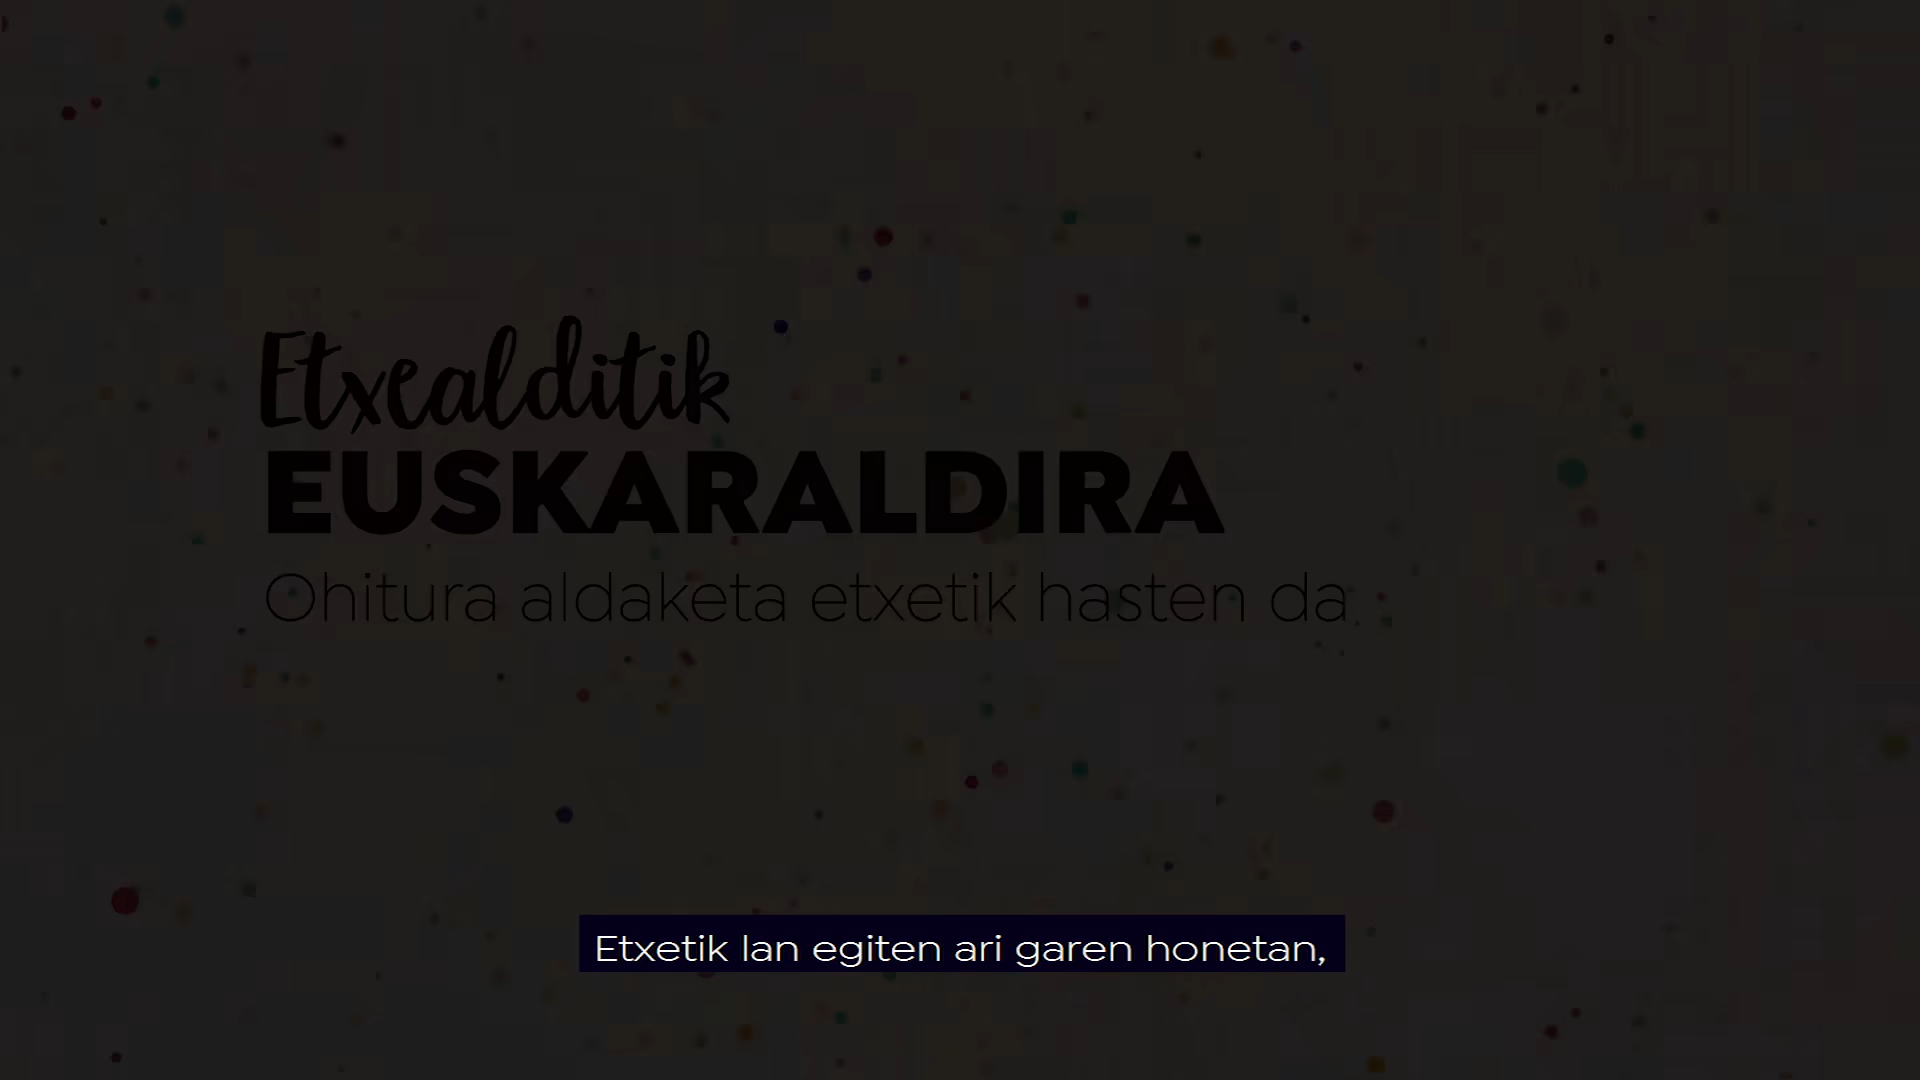 Etxealditik
EUSKARALDIRA
Ohitura aldaketa etxetik hasten da
Etxetik lan egiten ari garen honetan,